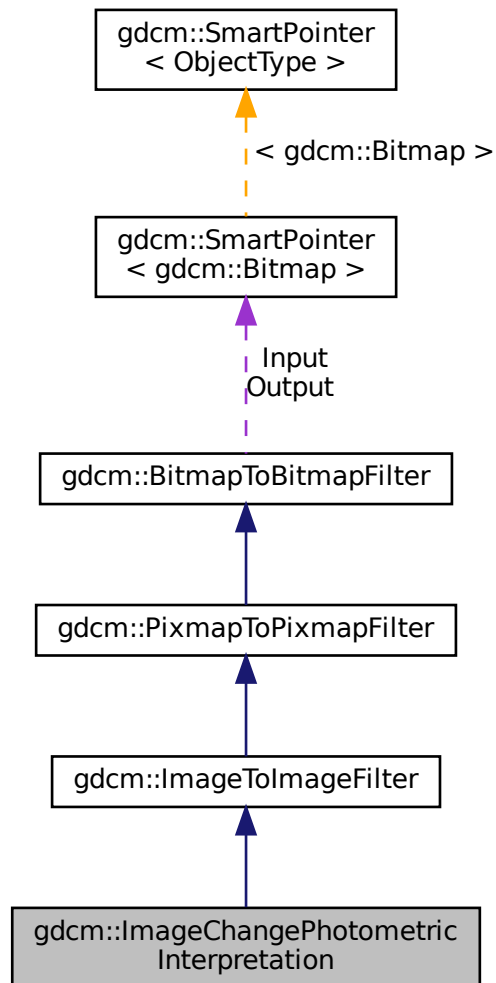 gdcm::SmartPointer
< ObjectType >
< gdcm::Bitmap >
gdcm::SmartPointer
< gdcm::Bitmap >
Input
Output
gdcm::BitmapToBitmapFilter
gdcm::PixmapToPixmapFilter
gdcm::ImageToImageFilter
gdcm::ImageChangePhotometric
Interpretation